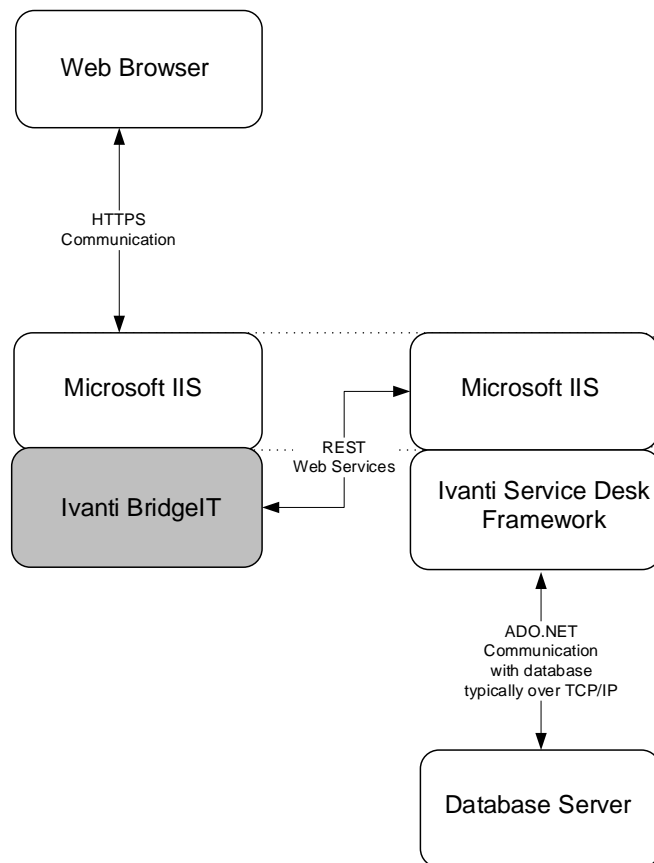 Web Browser
HTTPS
Communication
Microsoft IIS
Microsoft IIS
REST
Web Services
Ivanti BridgeIT
Ivanti Service Desk
Framework
ADO.NET
Communication
with database
typically over TCP/IP
Database Server